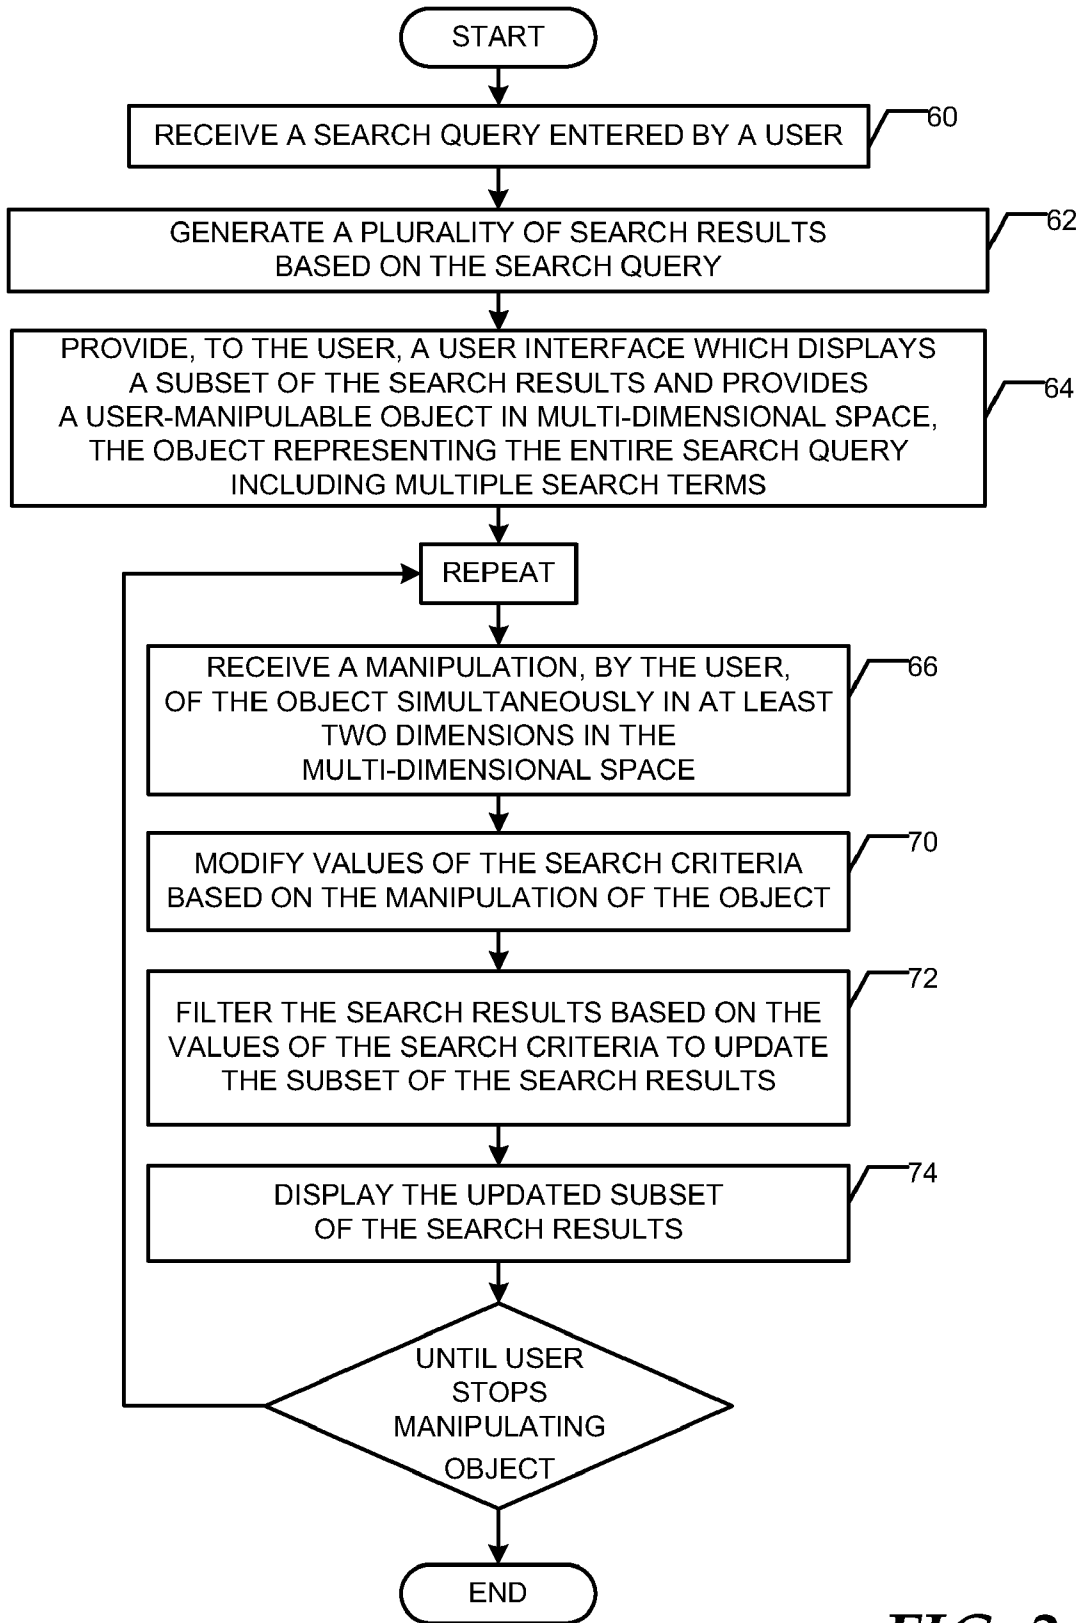 START
RECEIVE A SEARCH QUERY ENTERED BY A USER
60
GENERATE A PLURALITY OF SEARCH RESULTS
BASED ON THE SEARCH QUERY
62
PROVIDE, TO THE USER, A USER INTERFACE WHICH DISPLAYS
A SUBSET OF THE SEARCH RESULTS AND PROVIDES
A USER-MANIPULABLE OBJECT IN MULTI-DIMENSIONAL SPACE,
THE OBJECT REPRESENTING THE ENTIRE SEARCH QUERY
INCLUDING MULTIPLE SEARCH TERMS
64
REPEAT
RECEIVE A MANIPULATION, BY THE USER,
OF THE OBJECT SIMULTANEOUSLY IN AT LEAST
TWO DIMENSIONS IN THE
MULTI-DIMENSIONAL SPACE
66
MODIFY VALUES OF THE SEARCH CRITERIA
BASED ON THE MANIPULATION OF THE OBJECT
70
FILTER THE SEARCH RESULTS BASED ON THE
VALUES OF THE SEARCH CRITERIA TO UPDATE
THE SUBSET OF THE SEARCH RESULTS
72
DISPLAY THE UPDATED SUBSET
OF THE SEARCH RESULTS
74
UNTIL USER
STOPS
MANIPULATING
OBJECT
END